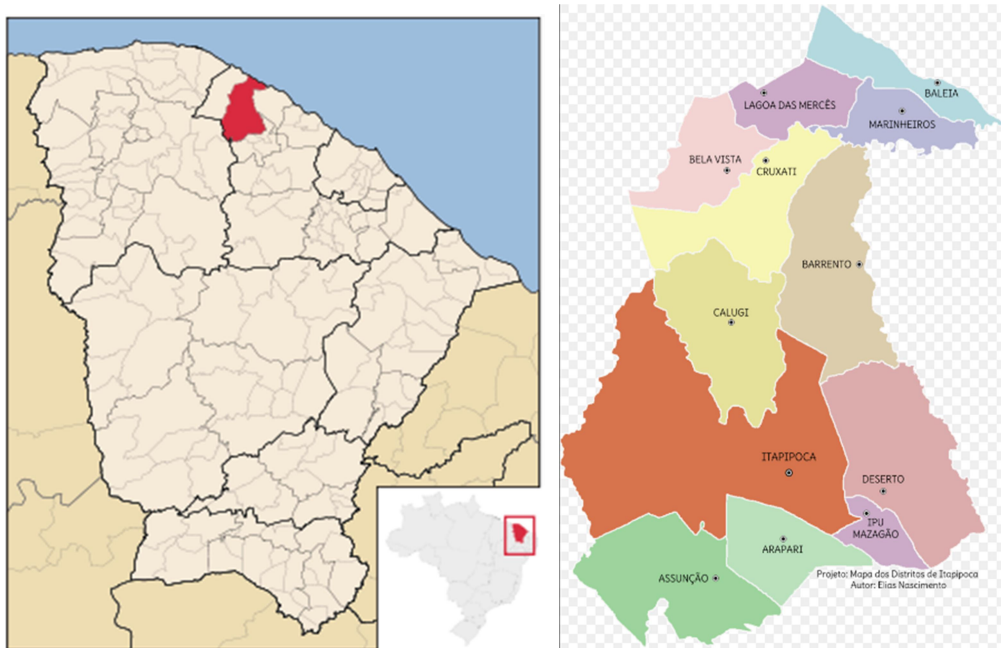 BALEIA
LAGOA DAS MERCÊS
MARINHEIROS
BELA VISTA
CRUXATI
BARRENTO
CALUGI
ITAPIPOCA
DESERTO
IPU
MAZAGÃO
ARAPARI
ASSUNÇÃO
Projeto: Mapa dos Distritos de Itapipoca
Autor: Elias Nascimento